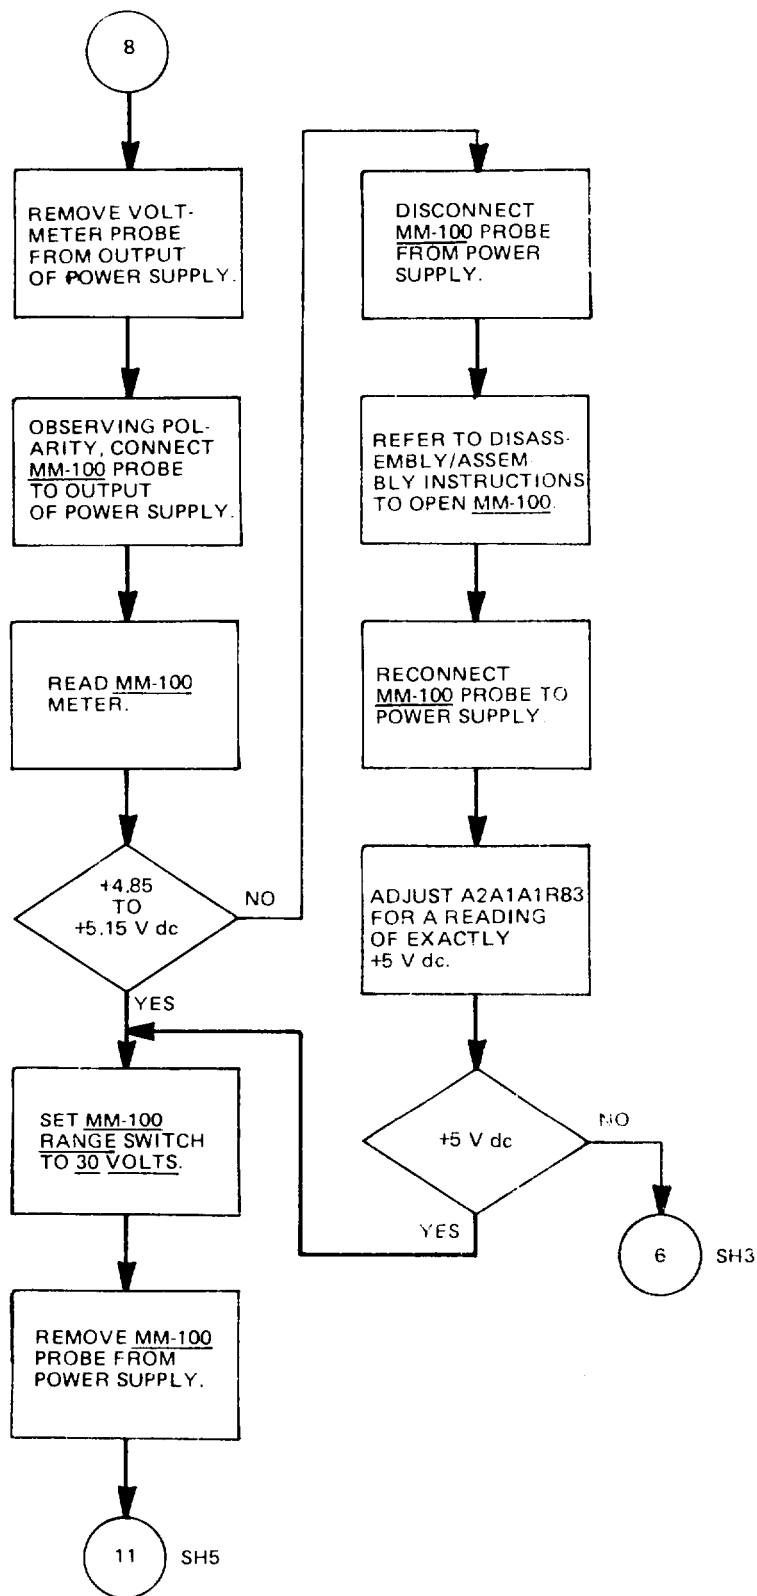 8
REMOVE VOLT-
METER PROBE
FROM OUTPUT
OF POWER SUPPLY.
OBSERVING POL-
ARITY, CONNECT
MM-100 PROBE
TO OUTPUT
OF POWER SUPPLY.
READ MM-100
METER.
+4.85
TO
+5.15 V dc
NO
YES
SET MM-100
RANGE SWITCH
TO 30 VOLTS.
REMOVE MM-100
PROBE FROM
POWER SUPPLY.
11
SH5
DISCONNECT
MM-100 PROBE
FROM POWER
SUPPLY.
REFER TO DISASS-
EMBLY/ASSEM-
BLY INSTRUCTIONS
TO OPEN MM-100.
RECONNECT
MM-100 PROBE TO
POWER SUPPLY.
ADJUST A2A1A1R83
FOR A READING
OF EXACTLY
+5 V dc.
+5 V dc
NO
YES
6
SH3